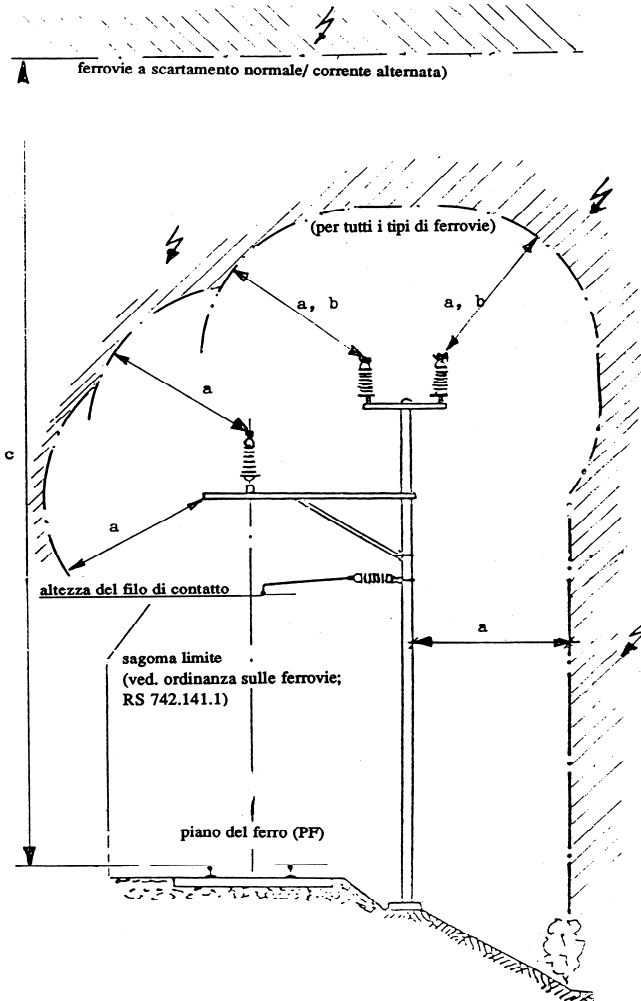 ferrovie a scartamento normale/ corrente alternata)
(per tutti i tipi di ferrovie)
a, b
a, b
a
c
a
altezza del filo di contatto
a
sagoma limite
(ved. ordinanza sulle ferrovie;
RS 742.141.1)
piano del ferro (PF)